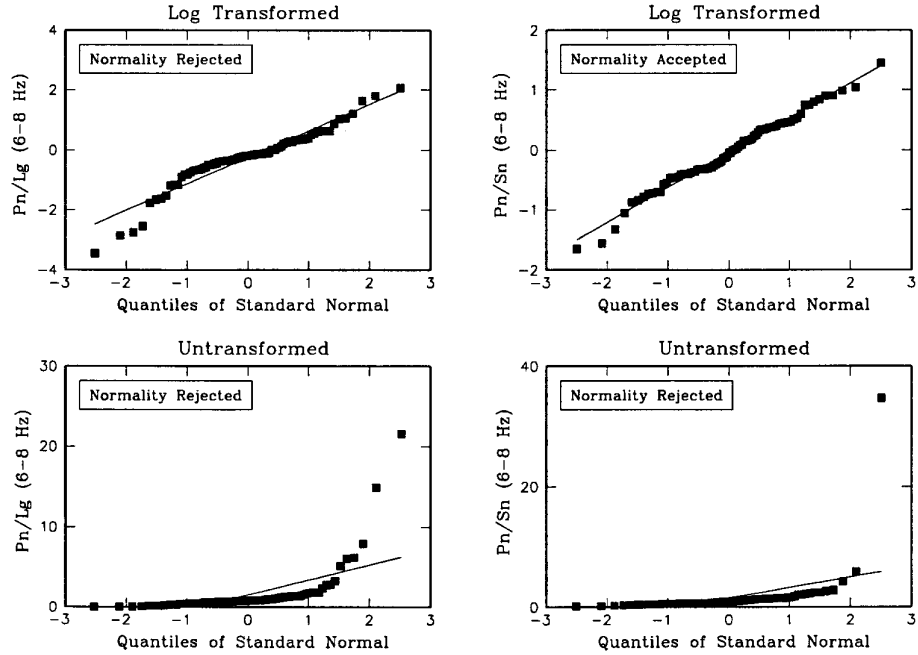 Log Transformed
Normality Rejected
Pn/Lg (6-8 Hz)
4
2
0
-2
-4
-3
-2
-1
0
1
2
3
Quantiles of Standard Normal
Log Transformed
Normality Accepted
Pn/Sn (6-8 Hz)
2
1
0
-1
-2
-3
-2
-1
0
1
2
3
Quantiles of Standard Normal
Untransformed
Normality Rejected
Pn/Lg (6-8 Hz)
30
20
10
0
-3
-2
-1
0
1
2
3
Quantiles of Standard Normal
Untransformed
Normality Rejected
Pn/Sn (6-8 Hz)
40
20
0
-3
-2
-1
0
1
2
3
Quantiles of Standard Normal